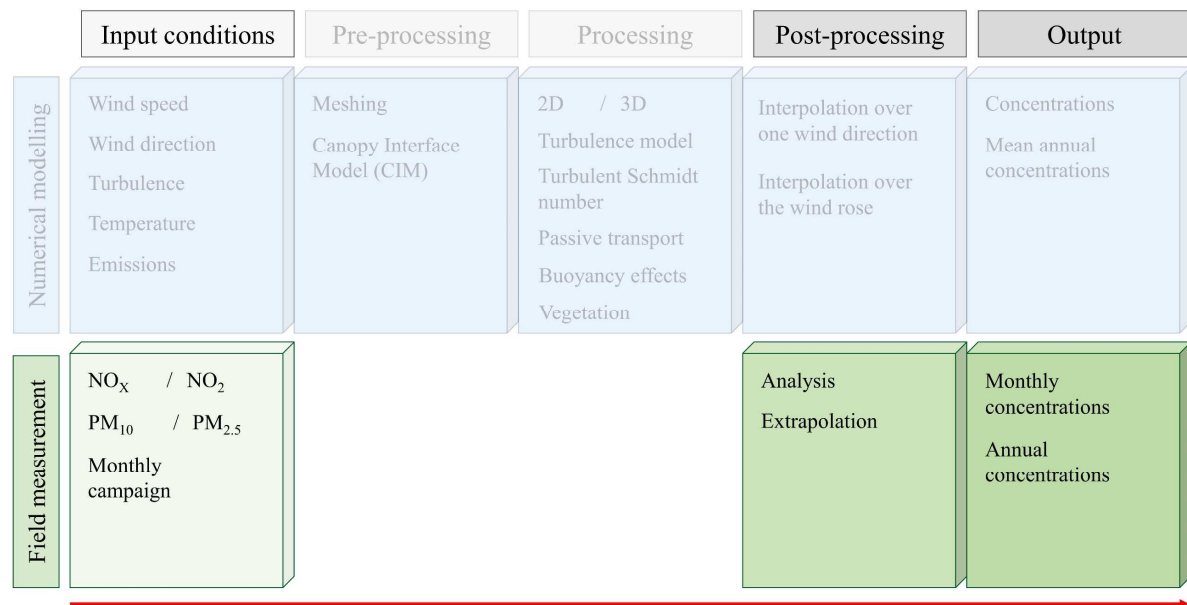 Input conditions
Pre-processing
Processing
Post-processing
Output
Numerical modelling
Wind speed
Wind direction
Turbulence
Temperature
Emissions
Meshing
Canopy Interface
Model (CIM)
2D / 3D
Turbulence model
Turbulent Schmidt
number
Passive transport
Buoyancy effects
Vegetation
Interpolation over
one wind direction
Interpolation over
the wind rose
Concentrations
Mean annual
concentrations
Field measurement
NOX / NO2
PM10 / PM2.5
Monthly
campaign
Analysis
Extrapolation
Monthly
concentrations
Annual
concentrations